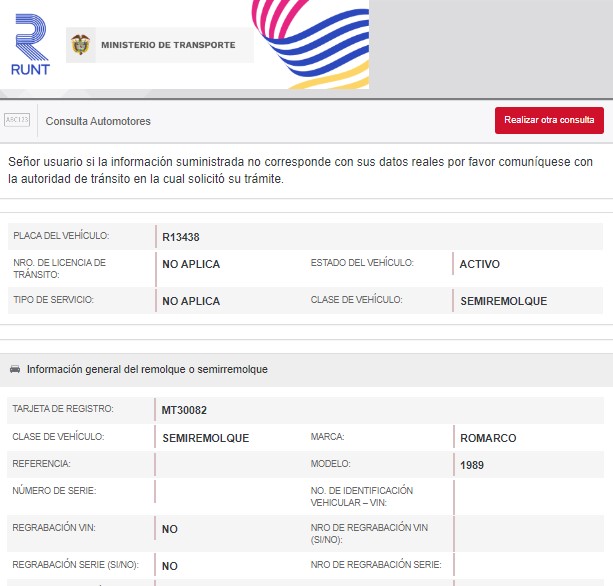 RUNT
MINISTERIO DE TRANSPORTE
ABC123
Consulta Automotores
Realizar otra consulta
Señor usuario si la información suministrada no corresponde con sus datos reales por favor comuníquese con
la autoridad de tránsito en la cual solicitó su trámite.
PLACA DEL VEHÍCULO: R13438
NRO. DE LICENCIA DE
TRÁNSITO: NO APLICA ESTADO DEL VEHÍCULO: ACTIVO
TIPO DE SERVICIO: NO APLICA CLASE DE VEHÍCULO: SEMIREMOLQUE
Información general del remolque o semirremolque
TARJETA DE REGISTRO: MT30082
CLASE DE VEHÍCULO: SEMIREMOLQUE MARCA: ROMARCO
REFERENCIA: MODELO: 1989
NÚMERO DE SERIE: NO. DE IDENTIFICACIÓN
VEHICULAR – VIN:
REGRABACIÓN VIN: NO NRO DE REGRABACIÓN VIN
(SI/NO):
REGRABACIÓN SERIE (SI/NO): NO NRO DE REGRABACIÓN SERIE: